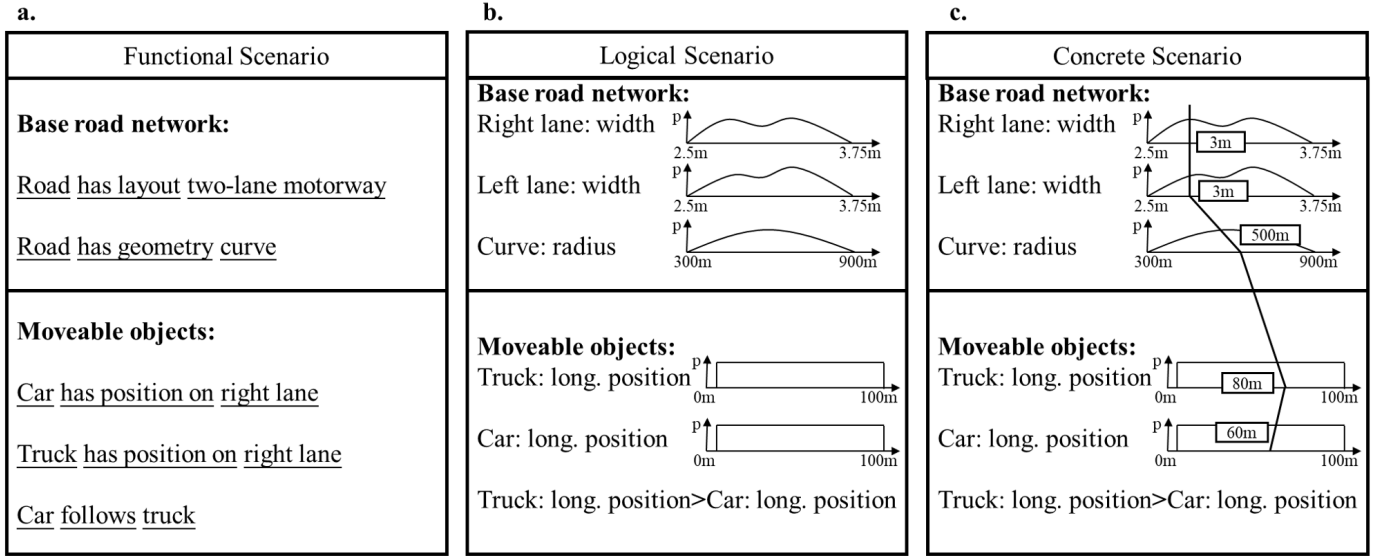 a.
Functional Scenario
Base road network:
Road has layout two-lane motorway
Road has geometry curve
Moveable objects:
Car has position on right lane
Truck has position on right lane
Car follows truck
b.
Logical Scenario
Base road network:
Right lane: width
p
2.5m 3.75m
Left lane: width
p
2.5m 3.75m
Curve: radius
p
300m 900m
Moveable objects:
Truck: long. position
p
0m 100m
Car: long. position
p
0m 100m
Truck: long. position>Car: long. position
c.
Concrete Scenario
Base road network:
Right lane: width
p
3m
2.5m 3.75m
Left lane: width
p
3m
2.5m 3.75m
Curve: radius
p
500m
300m 900m
Moveable objects:
Truck: long. position
p
80m
0m 100m
Car: long. position
p
60m
0m 100m
Truck: long. position>Car: long. position